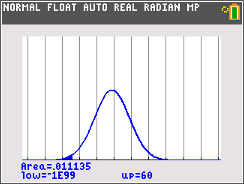 NORMAL FLOAT AUTO REAL RADIAN MP
Area=.011135
low=-1E99 up=60